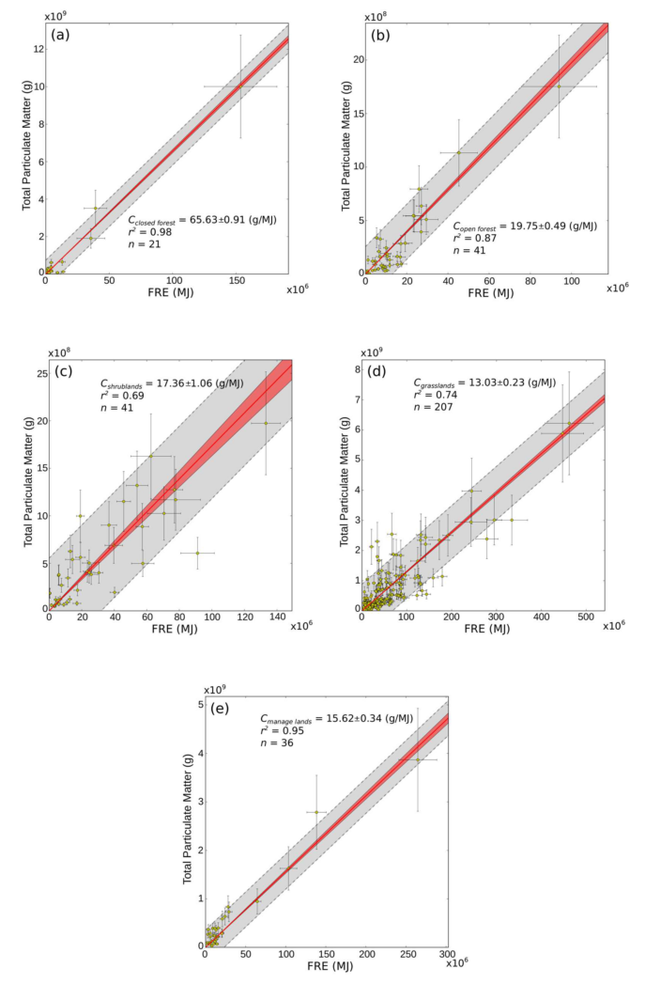 x10⁹
(a)
Total Particulate Matter (g)
12
10
8
6
4
2
0
C closed forest = 65.63±0.91 (g/MJ)
r² = 0.98
n = 21
0 50 100 150
x10⁶
FRE (MJ)
x10⁸
(b)
Total Particulate Matter (g)
20
15
10
5
0
C open forest = 19.75±0.49 (g/MJ)
r² = 0.87
n = 41
0 20 40 60 80 100
x10⁶
FRE (MJ)
x10⁸
(c)
Total Particulate Matter (g)
25
20
15
10
5
C shrublands = 17.36±1.06 (g/MJ)
r² = 0.69
n = 41
0 20 40 60 80 100 120 140
x10⁶
FRE (MJ)
x10⁹
(d)
Total Particulate Matter (g)
8
7
6
5
4
3
2
1
0
C grasslands = 13.03±0.23 (g/MJ)
r² = 0.74
n = 207
0 100 200 300 400 500
x10⁶
FRE (MJ)
x10⁹
(e)
Total Particulate Matter (g)
5
4
3
2
1
0
C manage lands = 15.62±0.34 (g/MJ)
r² = 0.95
n = 36
0 50 100 150 200 250 300
x10⁶
FRE (MJ)